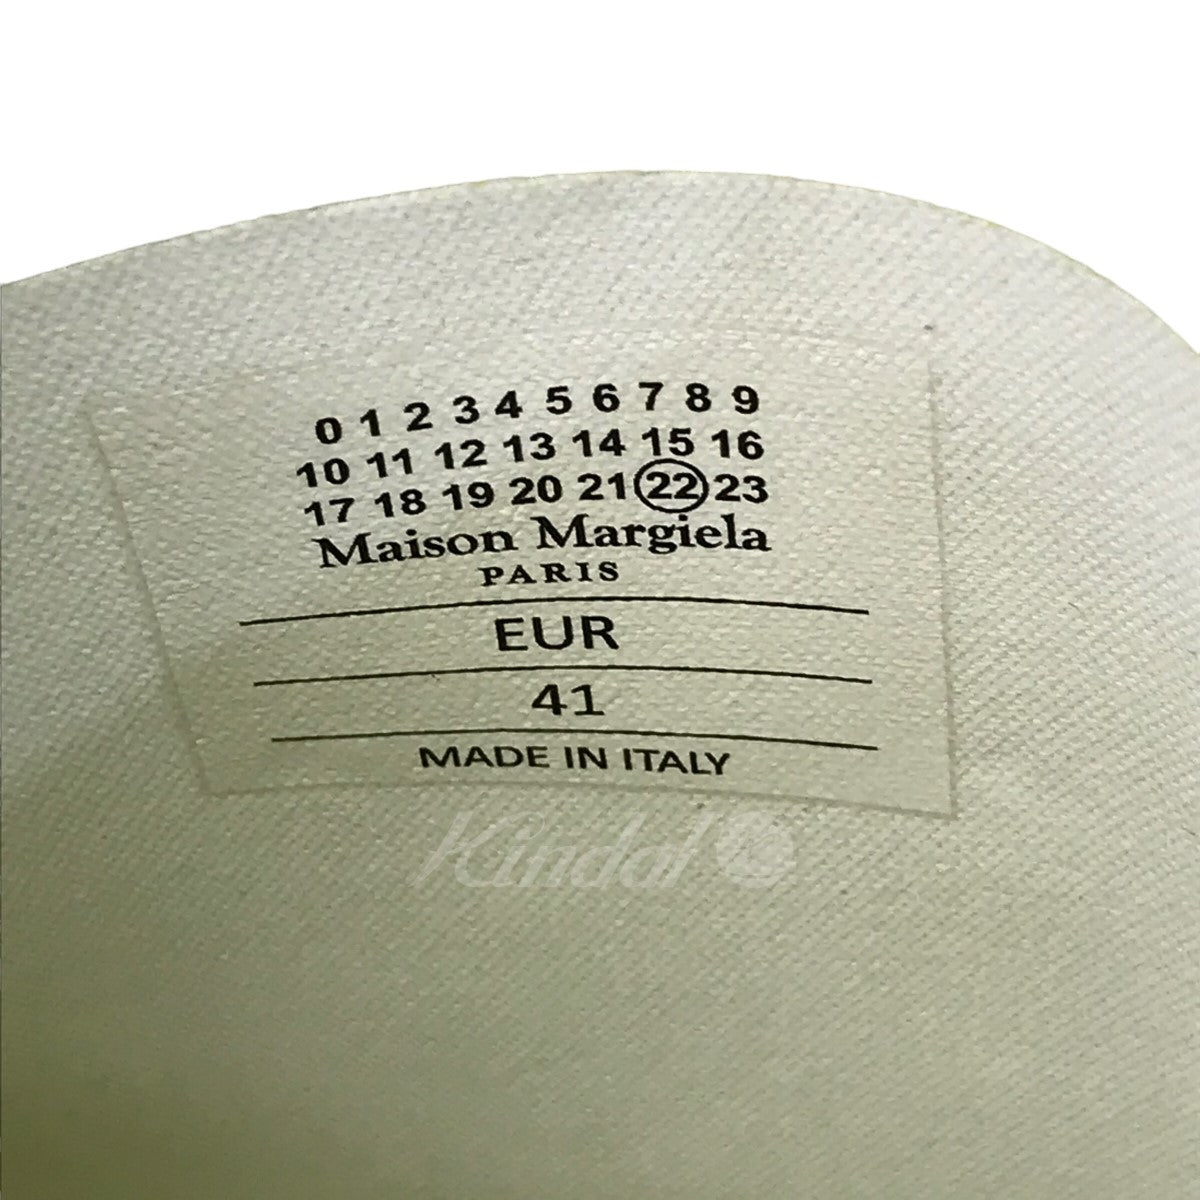 0 1 2 3 4 5 6 7 8 9
10 11 12 13 14 15 16
17 18 19 20 21 22 23
Maison Margiela
PARIS
EUR
41
MADE IN ITALY
Kindal